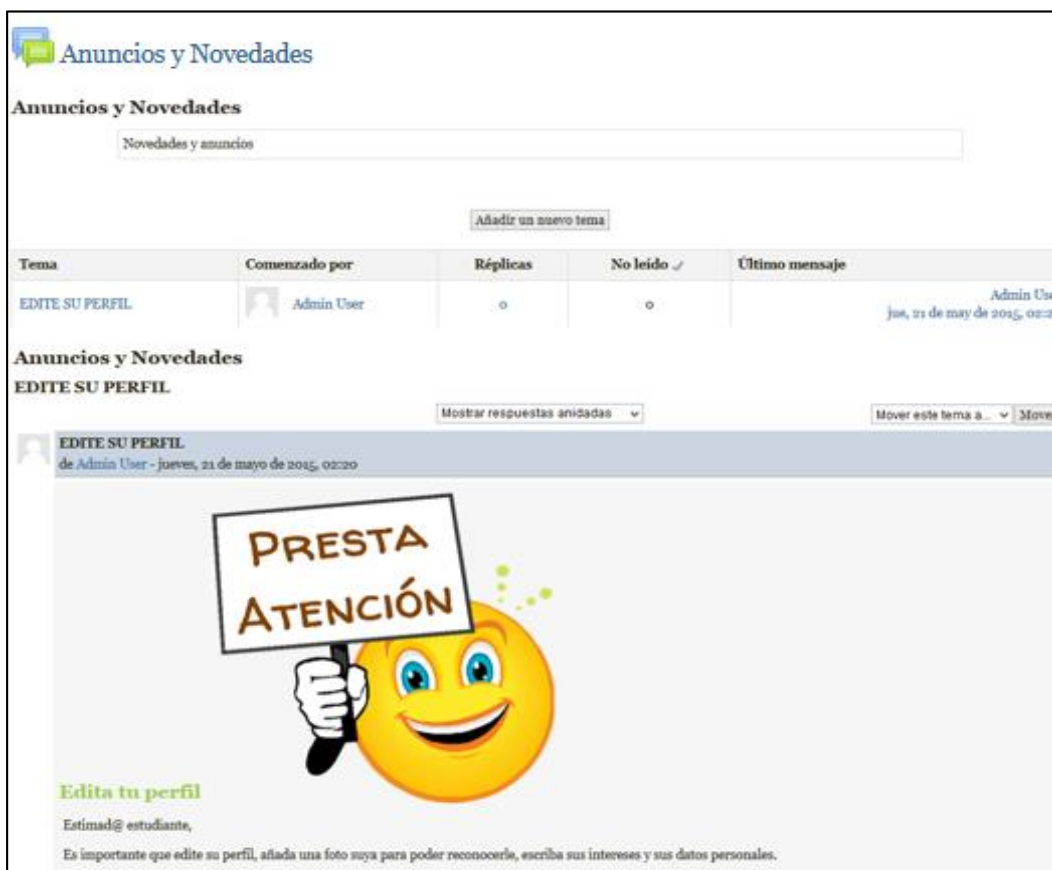 Anuncios y Novedades
Anuncios y Novedades
Novedades y anuncios
Añadir un nuevo tema
Tema Comenzado por Réplicas No leído Último mensaje
EDITE SU PERFIL Admin User 0 0 Admin
jue, 21 de may de 2015,
Anuncios y Novedades
EDITE SU PERFIL
Mostrar respuestas anidadas Mover este tema a... Mover
EDITE SU PERFIL
de Admin User - jueves, 21 de mayo de 2015, 02:20
PRESTA
ATENCIÓN
Edita tu perfil
Estimad@ estudiante,
Es importante que edite su perfil, añada una foto suya para poder reconocerle, escriba sus intereses y sus datos personales.